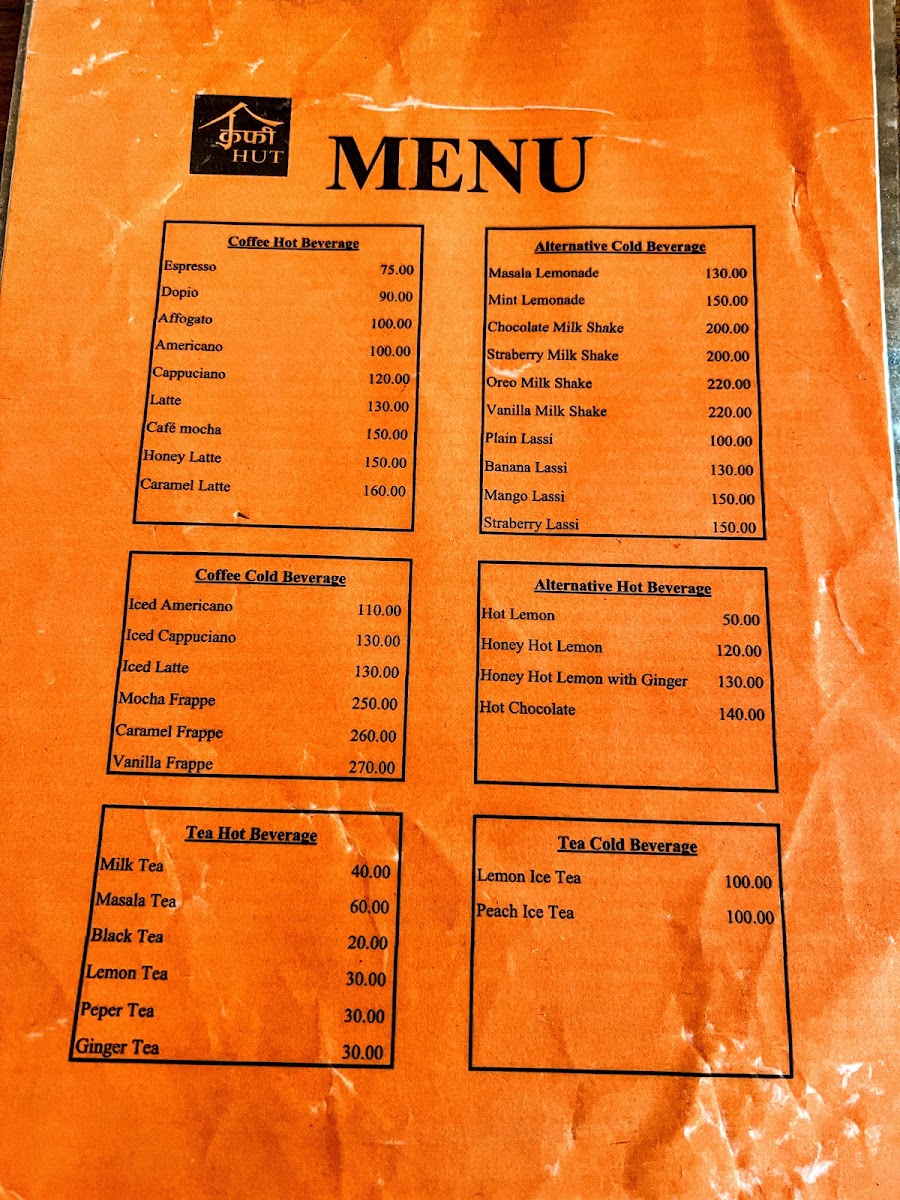 क्रफी
HUT
MENU
Coffee Hot Beverage
Espresso 75.00
Dopio 90.00
Affogato 100.00
Americano 100.00
Cappuciano 120.00
Latte 130.00
Café mocha 150.00
Honey Latte 150.00
Caramel Latte 160.00
Coffee Cold Beverage
Iced Americano 110.00
Iced Cappuciano 130.00
Iced Latte 130.00
Mocha Frappe 250.00
Caramel Frappe 260.00
Vanilla Frappe 270.00
Tea Hot Beverage
Milk Tea 40.00
Masala Tea 60.00
Black Tea 20.00
Lemon Tea 30.00
Peper Tea 30.00
Ginger Tea 30.00
Alternative Cold Beverage
Masala Lemonade 130.00
Mint Lemonade 150.00
Chocolate Milk Shake 200.00
Straberry Milk Shake 200.00
Oreo Milk Shake 220.00
Vanilla Milk Shake 220.00
Plain Lassi 100.00
Banana Lassi 130.00
Mango Lassi 150.00
Straberry Lassi 150.00
Alternative Hot Beverage
Hot Lemon 50.00
Honey Hot Lemon 120.00
Honey Hot Lemon with Ginger 130.00
Hot Chocolate 140.00
Tea Cold Beverage
Lemon Ice Tea 100.00
Peach Ice Tea 100.00